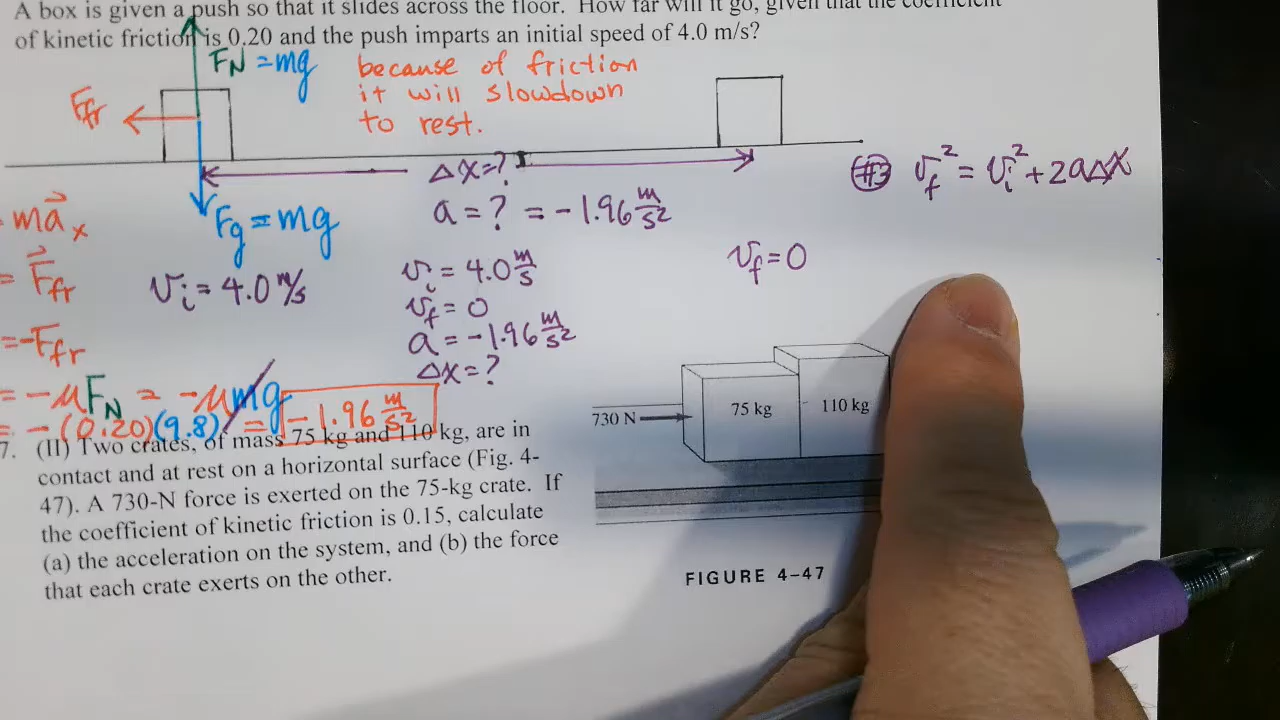 A box is given a push so that it slides across the floor. How far will it go, given that the coefficient
of kinetic friction is 0.20 and the push imparts an initial speed of 4.0 m/s?
FN = mg
because of friction
it will slowdown
to rest.
Ffr
Δx = ?
#3 vf² = vi² + 2aΔx
= ma⃗x
Fg = mg
a = ? = -1.96 m/s²
= F⃗fr
vi = 4.0 m/s
vi = 4.0 m/s
vf = 0
vf = 0
= -Ffr
a = -1.96 m/s²
Δx = ?
= -μFN = -μmg
= -(0.20)(9.8) = -1.96 m/s²
730 N
75 kg
110 kg
7. (II) Two crates, of mass 75 kg and 110 kg, are in
contact and at rest on a horizontal surface (Fig. 4-
47). A 730-N force is exerted on the 75-kg crate. If
the coefficient of kinetic friction is 0.15, calculate
(a) the acceleration on the system, and (b) the force
that each crate exerts on the other.
FIGURE 4–47